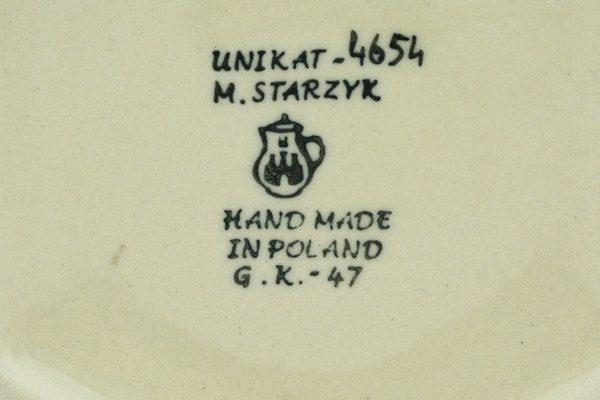 UNIKAT-4654
M. STARZYK
HAND MADE
IN POLAND
G.K.-47